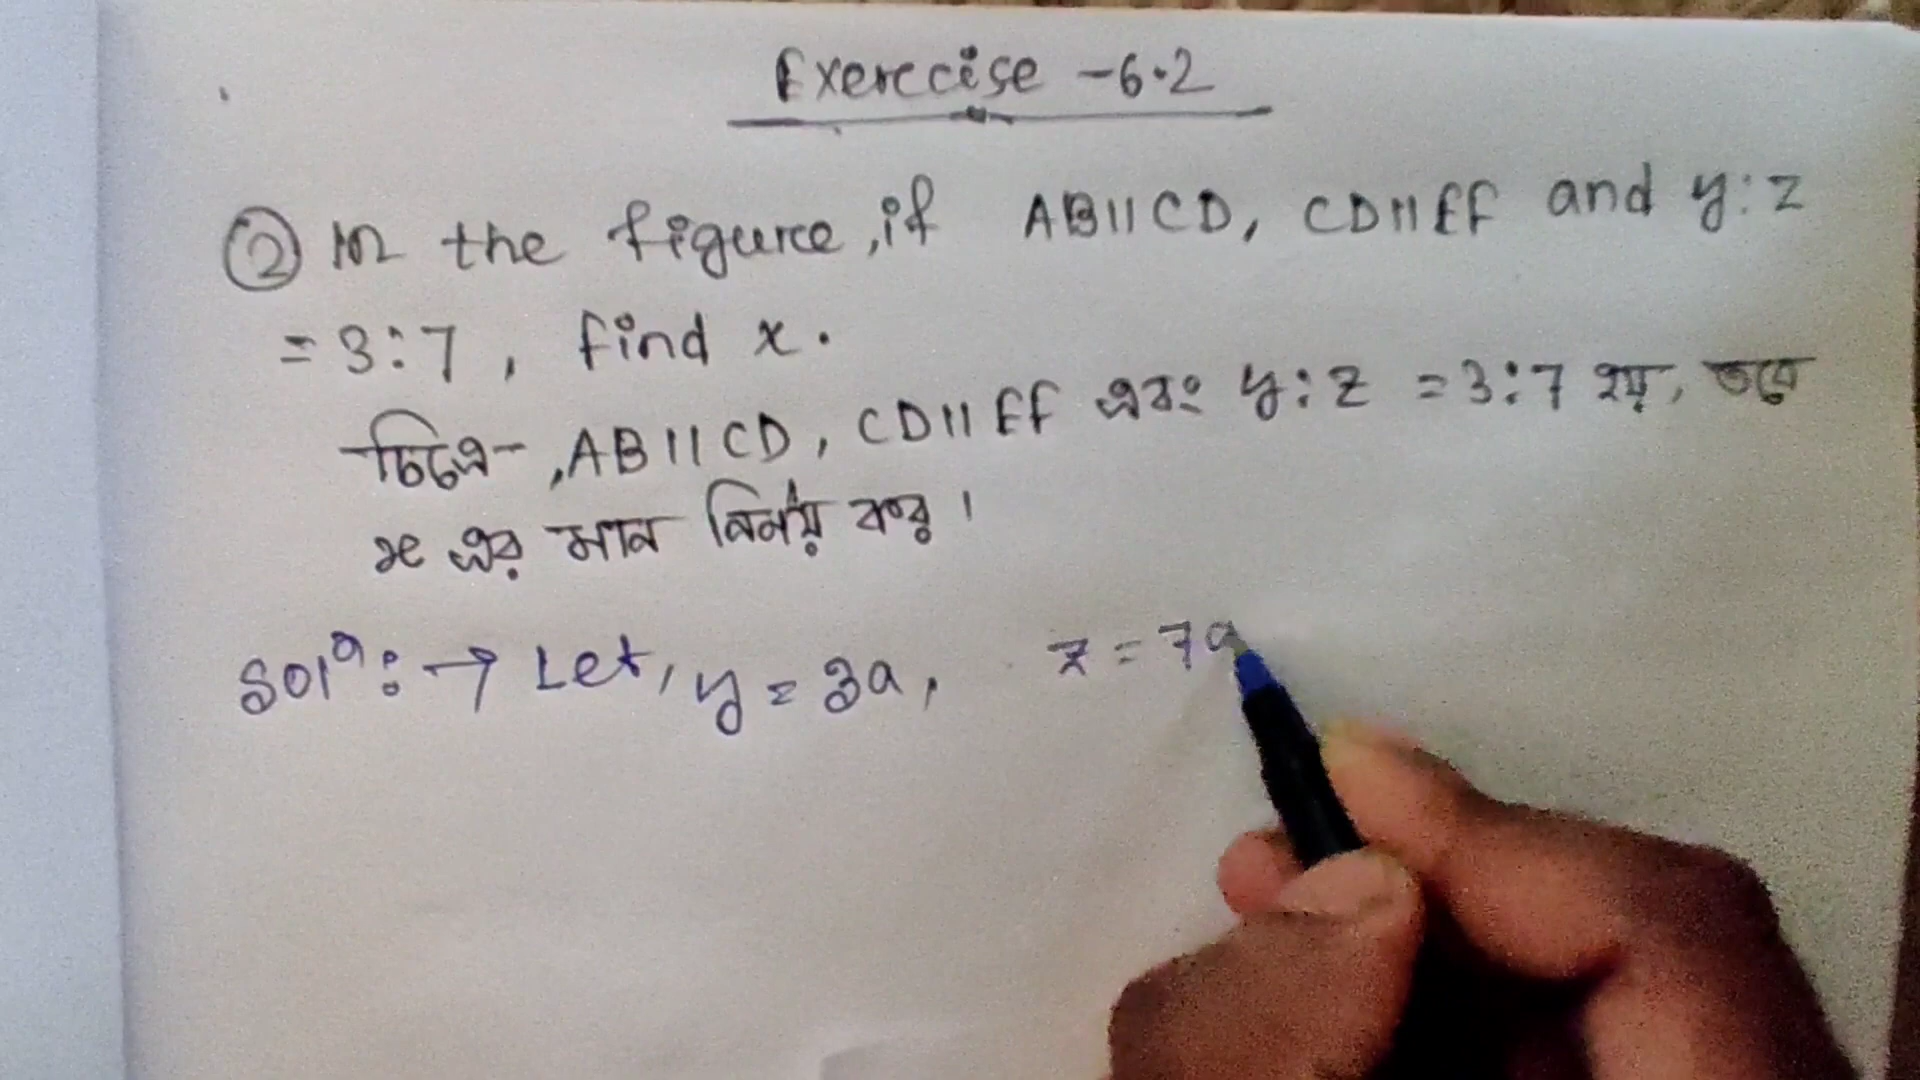 Exercise - 6.2
② In the figure, if AB||CD, CD||EF and y:z
= 3:7, find x.
চিত্রে, AB||CD, CD||EF এবং y:z = 3:7 হয়, তবে
x এর মান নির্ণয় কর।
Solⁿ: → Let, y = 3a, z = 7a